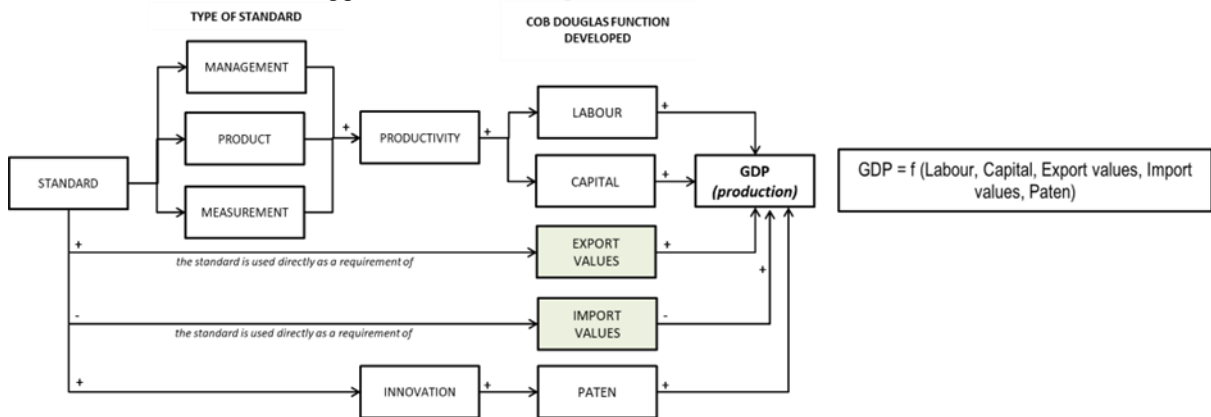 TYPE OF STANDARD
COB DOUGLAS FUNCTION
DEVELOPED
MANAGEMENT
PRODUCT
MEASUREMENT
STANDARD
+
PRODUCTIVITY
+
LABOUR
+
CAPITAL
+
GDP
(production)
GDP = f (Labour, Capital, Export values, Import
values, Paten)
+
the standard is used directly as a requirement of
EXPORT
VALUES
+
+
-
the standard is used directly as a requirement of
IMPORT
VALUES
-
+
INNOVATION
+
PATEN
+